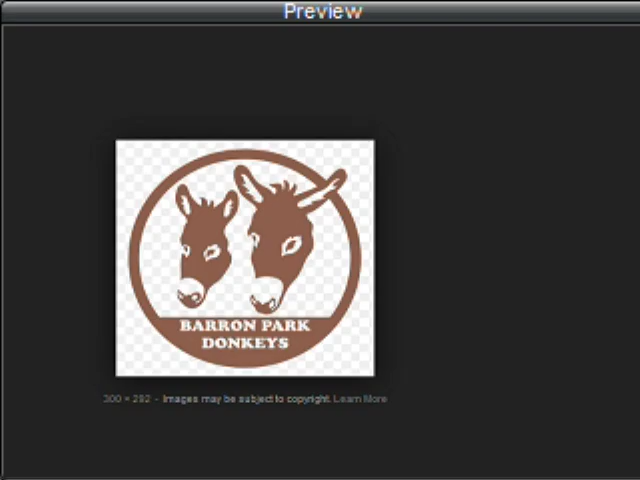 Preview
BARRON PARK
DONKEYS
300 × 292 - Images may be subject to copyright. Learn More